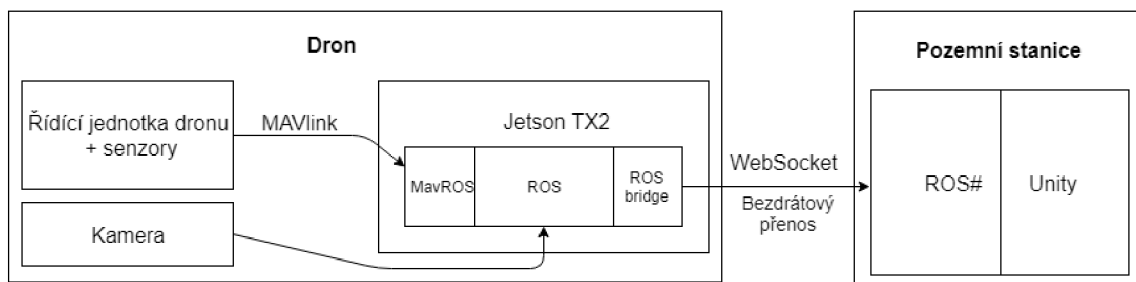 Dron
Řídící jednotka dronu
+ senzory
MAVlink
Kamera
Jetson TX2
MavROS
ROS
ROS
bridge
WebSocket
Bezdrátový
přenos
Pozemní stanice
ROS#
Unity